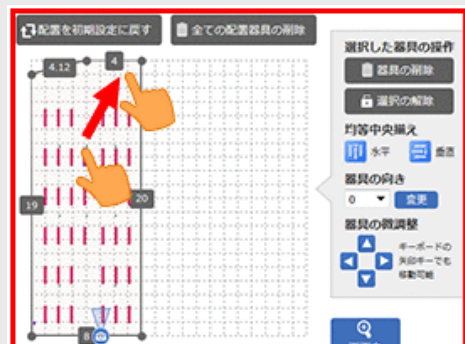 配置を初期設定に戻す
全ての配置器具の削除
4.12
4
19
20
8
選択した器具の操作
器具の削除
選択の解除
均等中央揃え
水平
垂直
器具の向き
0
変更
器具の微調整
キーボードの
矢印キーでも
移動可能